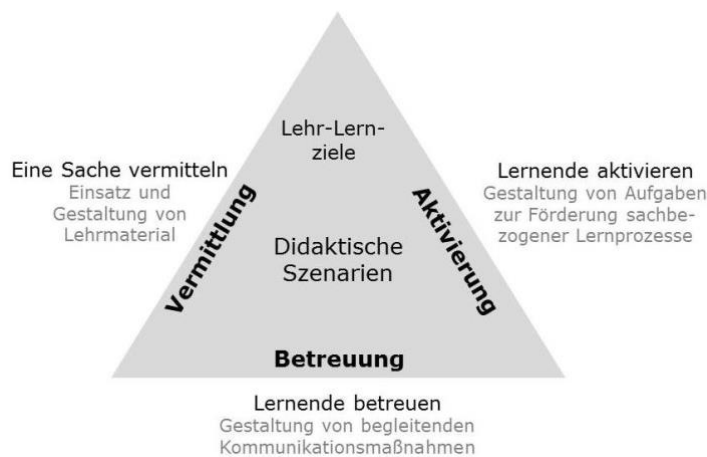 Lehr-Lern-
ziele
Eine Sache vermitteln
Einsatz und
Gestaltung von
Lehrmaterial
Vermittlung
Didaktische
Szenarien
Aktivierung
Lernende aktivieren
Gestaltung von Aufgaben
zur Förderung sachbe-
zogener Lernprozesse
Betreuung
Lernende betreuen
Gestaltung von begleitenden
Kommunikationsmaßnahmen